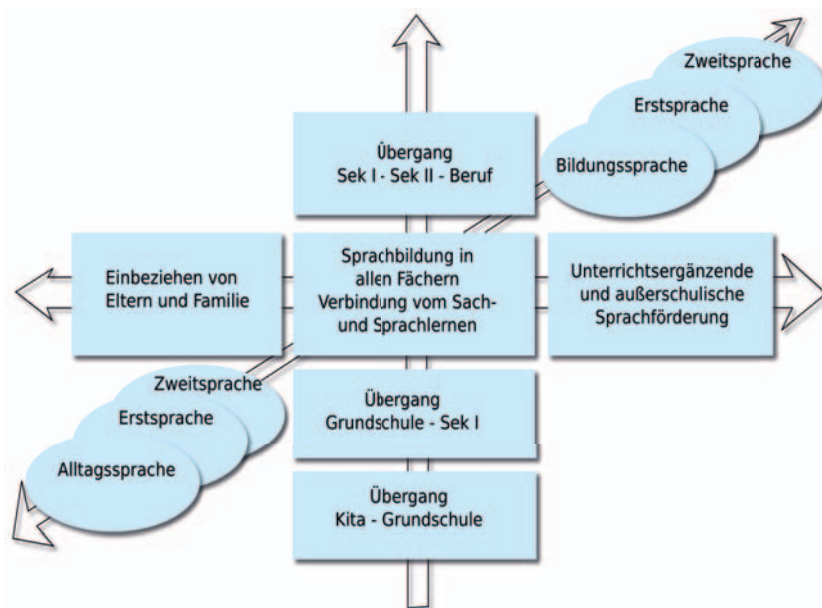 Zweitsprache
Erstsprache
Bildungssprache
Übergang
Sek I - Sek II - Beruf
Einbeziehen von
Eltern und Familie
Sprachbildung in
allen Fächern
Verbindung vom Sach-
und Sprachlernen
Unterrichtsergänzende
und außerschulische
Sprachförderung
Zweitsprache
Erstsprache
Alltagssprache
Übergang
Grundschule - Sek I
Übergang
Kita - Grundschule